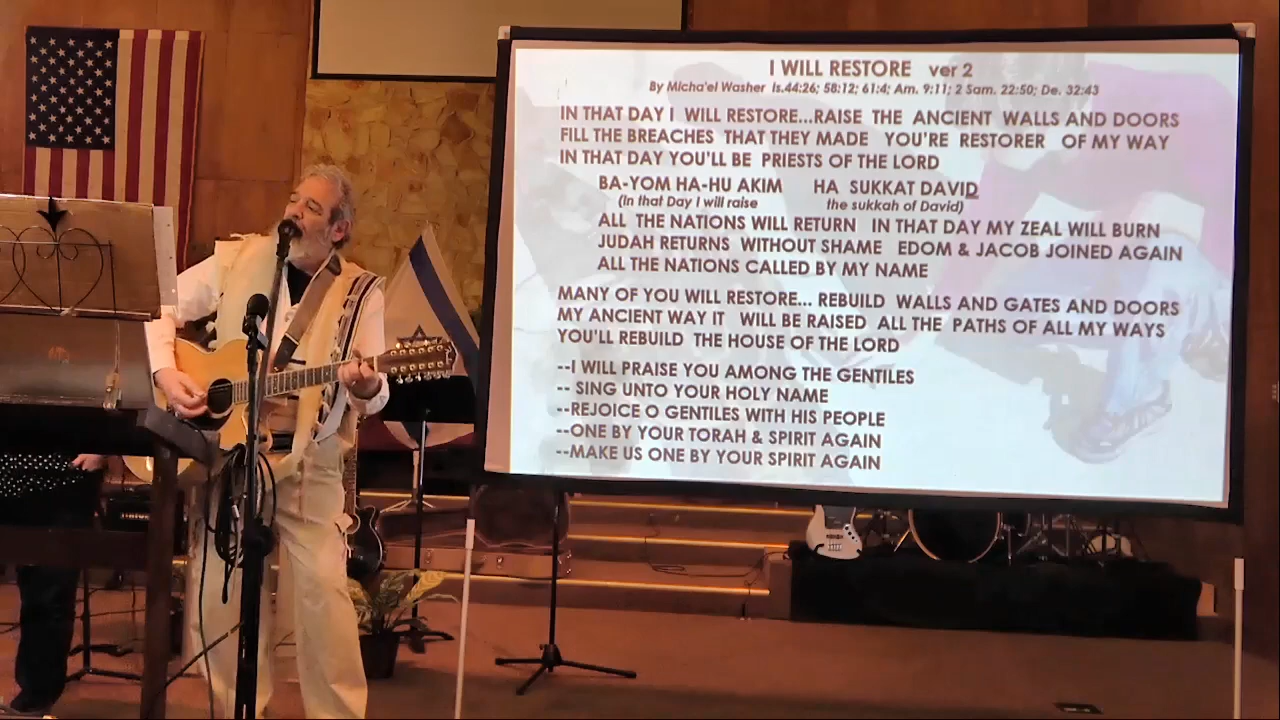 I WILL RESTORE ver 2
By Micha'el Washer Is.44:26; 58:12; 61:4; Am. 9:11; 2 Sam. 22:50; De. 32:43
IN THAT DAY I WILL RESTORE...RAISE THE ANCIENT WALLS AND DOORS
FILL THE BREACHES THAT THEY MADE YOU'RE RESTORER OF MY WAY
IN THAT DAY YOU'LL BE PRIESTS OF THE LORD
BA-YOM HA-HU AKIM HA SUKKAT DAVID
(In that Day I will raise the sukkah of David)
ALL THE NATIONS WILL RETURN IN THAT DAY MY ZEAL WILL BURN
JUDAH RETURNS WITHOUT SHAME EDOM & JACOB JOINED AGAIN
ALL THE NATIONS CALLED BY MY NAME
MANY OF YOU WILL RESTORE... REBUILD WALLS AND GATES AND DOORS
MY ANCIENT WAY IT WILL BE RAISED ALL THE PATHS OF ALL MY WAYS
YOU'LL REBUILD THE HOUSE OF THE LORD
--I WILL PRAISE YOU AMONG THE GENTILES
-- SING UNTO YOUR HOLY NAME
--REJOICE O GENTILES WITH HIS PEOPLE
--ONE BY YOUR TORAH & SPIRIT AGAIN
--MAKE US ONE BY YOUR SPIRIT AGAIN